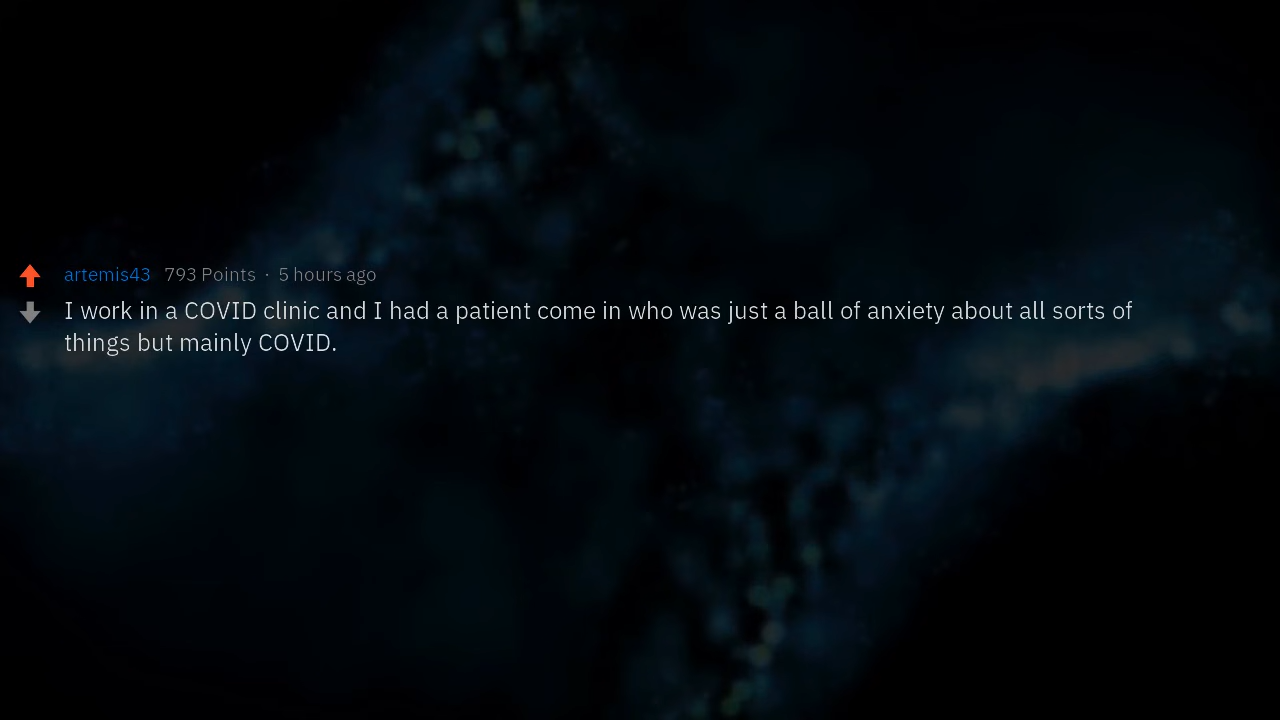 artemis43 793 Points · 5 hours ago
I work in a COVID clinic and I had a patient come in who was just a ball of anxiety about all sorts of
things but mainly COVID.